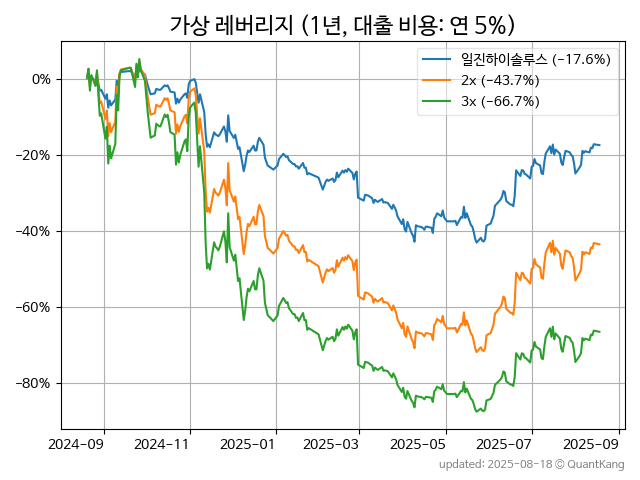 가상 레버리지 (1년, 대출 비용: 연 5%)
일진하이솔루스 (−17.6%)
2x (−43.7%)
3x (−66.7%)
0%
−20%
−40%
−60%
−80%
2024−09 2024−11 2025−01 2025−03 2025−05 2025−07 2025−09
updated: 2025-08-18 © QuantKang